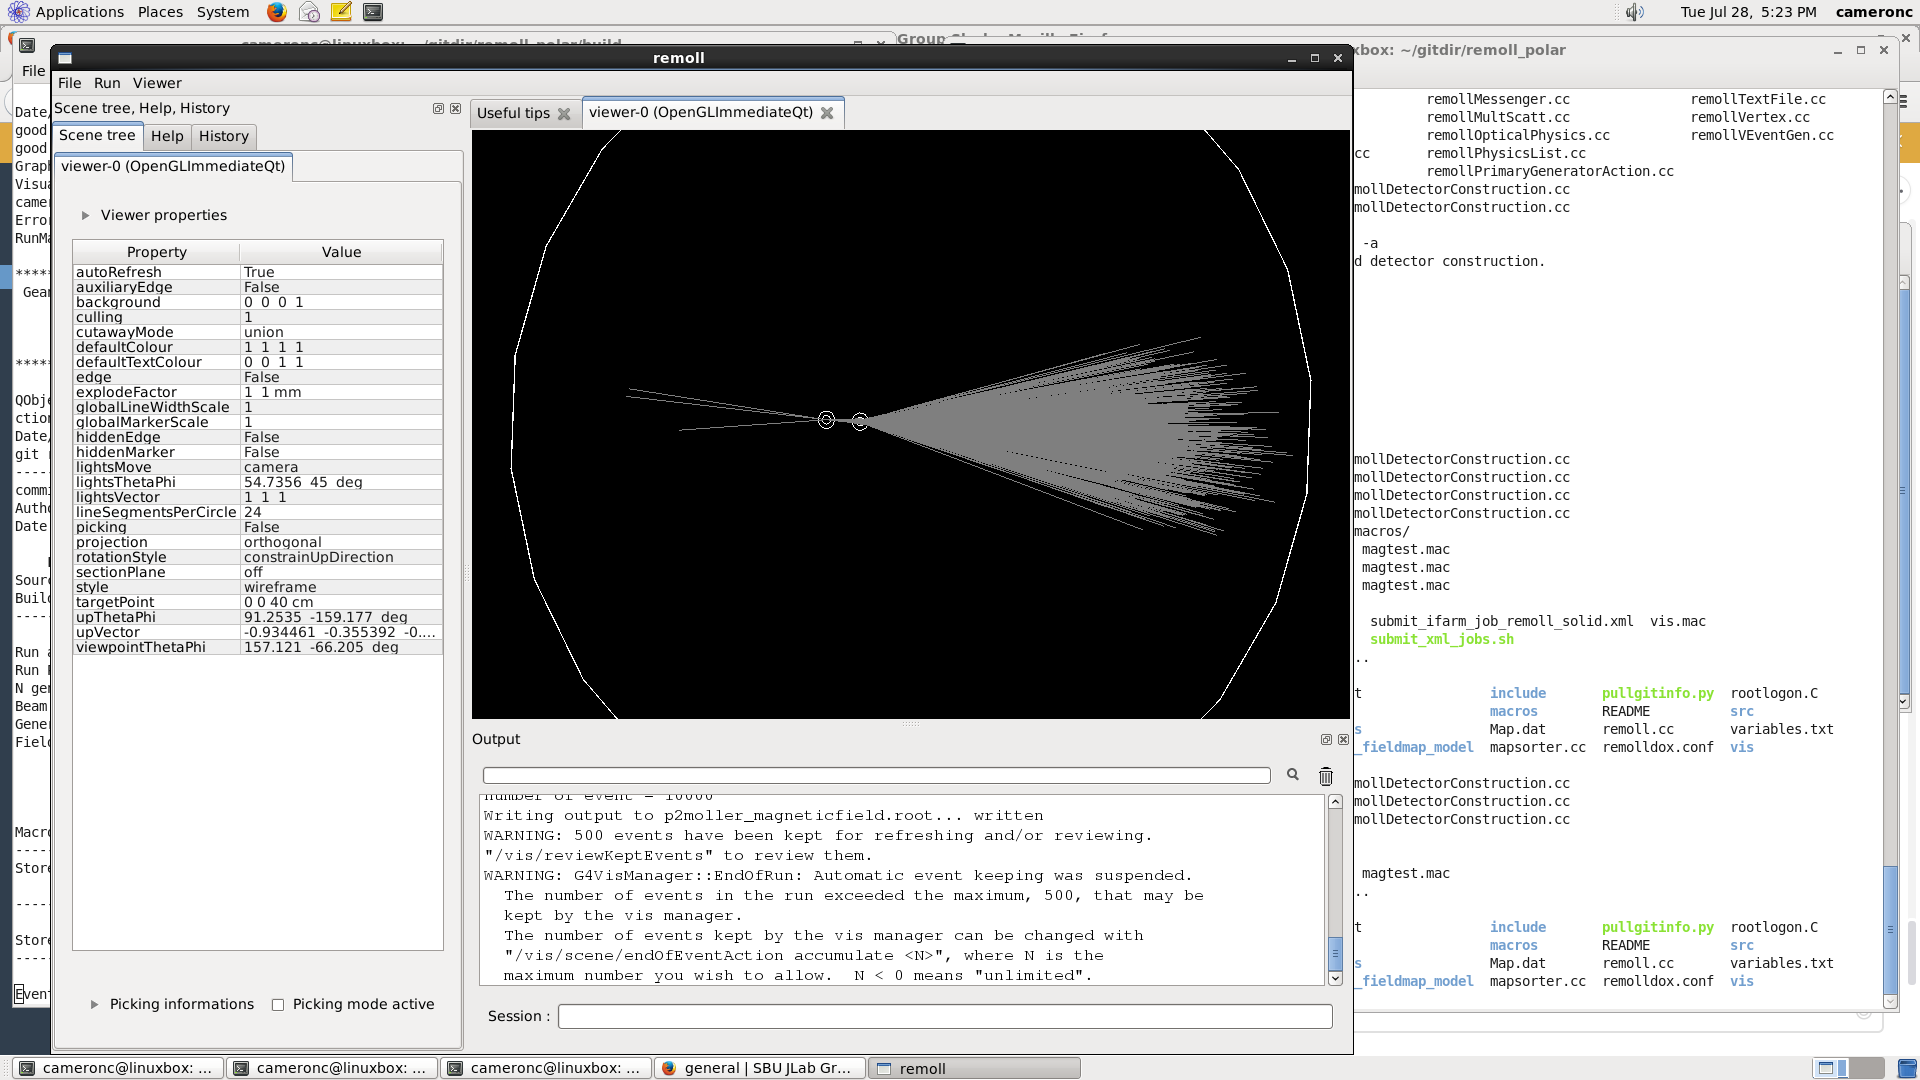 Applications Places System
Tue Jul 28, 5:23 PM cameronc
cameronc@linuxbox: ~/gitdir/remoll_polar/build
xbox: ~/gitdir/remoll_polar
File
remoll
File Run Viewer
Scene tree, Help, History
Scene tree Help History
viewer-0 (OpenGLImmediateQt)
Viewer properties
Property Value
autoRefresh True
auxiliaryEdge False
background 0 0 0 1
culling 1
cutawayMode union
defaultColour 1 1 1 1
defaultTextColour 0 0 1 1
edge False
explodeFactor 1 1 mm
globalLineWidthScale 1
globalMarkerScale 1
hiddenEdge False
hiddenMarker False
lightsMove camera
lightsThetaPhi 54.7356 45 deg
lightsVector 1 1 1
lineSegmentsPerCircle 24
picking False
projection orthogonal
rotationStyle constrainUpDirection
sectionPlane off
style wireframe
targetPoint 0 0 40 cm
upThetaPhi 91.2535 -159.177 deg
upVector -0.934461 -0.355392 -0....
viewpointThetaPhi 157.121 -66.205 deg
Picking informations Picking mode active
Useful tips viewer-0 (OpenGLImmediateQt)
Output
number of event = 10000
Writing output to p2moller_magneticfield.root... written
WARNING: 500 events have been kept for refreshing and/or reviewing.
"/vis/reviewKeptEvents" to review them.
WARNING: G4VisManager::EndOfRun: Automatic event keeping was suspended.
The number of events in the run exceeded the maximum, 500, that may be
kept by the vis manager.
The number of events kept by the vis manager can be changed with
"/vis/scene/endOfEventAction accumulate <N>", where N is the
maximum number you wish to allow. N < 0 means "unlimited".
Session :
Date/
good
good
Grap
Visua
came
Erro
RunMa
*****
Gean
****
QObje
ction
Date/
git r
----
commi
Autho
Date
Sour
Buil
----
Run a
Run P
N gen
Beam
Gener
Field
Macro
----
Store
----
Store
----
Event
remollMessenger.cc remollTextFile.cc
remollMultScatt.cc remollVertex.cc
remollOpticalPhysics.cc remollVEventGen.cc
cc remollPhysicsList.cc
remollPrimaryGeneratorAction.cc
mollDetectorConstruction.cc
mollDetectorConstruction.cc
-a
d detector construction.
mollDetectorConstruction.cc
mollDetectorConstruction.cc
mollDetectorConstruction.cc
mollDetectorConstruction.cc
macros/
magtest.mac
magtest.mac
magtest.mac
submit_ifarm_job_remoll_solid.xml vis.mac
submit_xml_jobs.sh
..
t include pullgitinfo.py rootlogon.C
macros README src
s Map.dat remoll.cc variables.txt
_fieldmap_model mapsorter.cc remolldox.conf vis
mollDetectorConstruction.cc
mollDetectorConstruction.cc
mollDetectorConstruction.cc
magtest.mac
..
t include pullgitinfo.py rootlogon.C
macros README src
s Map.dat remoll.cc variables.txt
_fieldmap_model mapsorter.cc remolldox.conf vis
cameronc@linuxbox: ... cameronc@linuxbox: ... cameronc@linuxbox: ... general | SBU JLab Gr... remoll